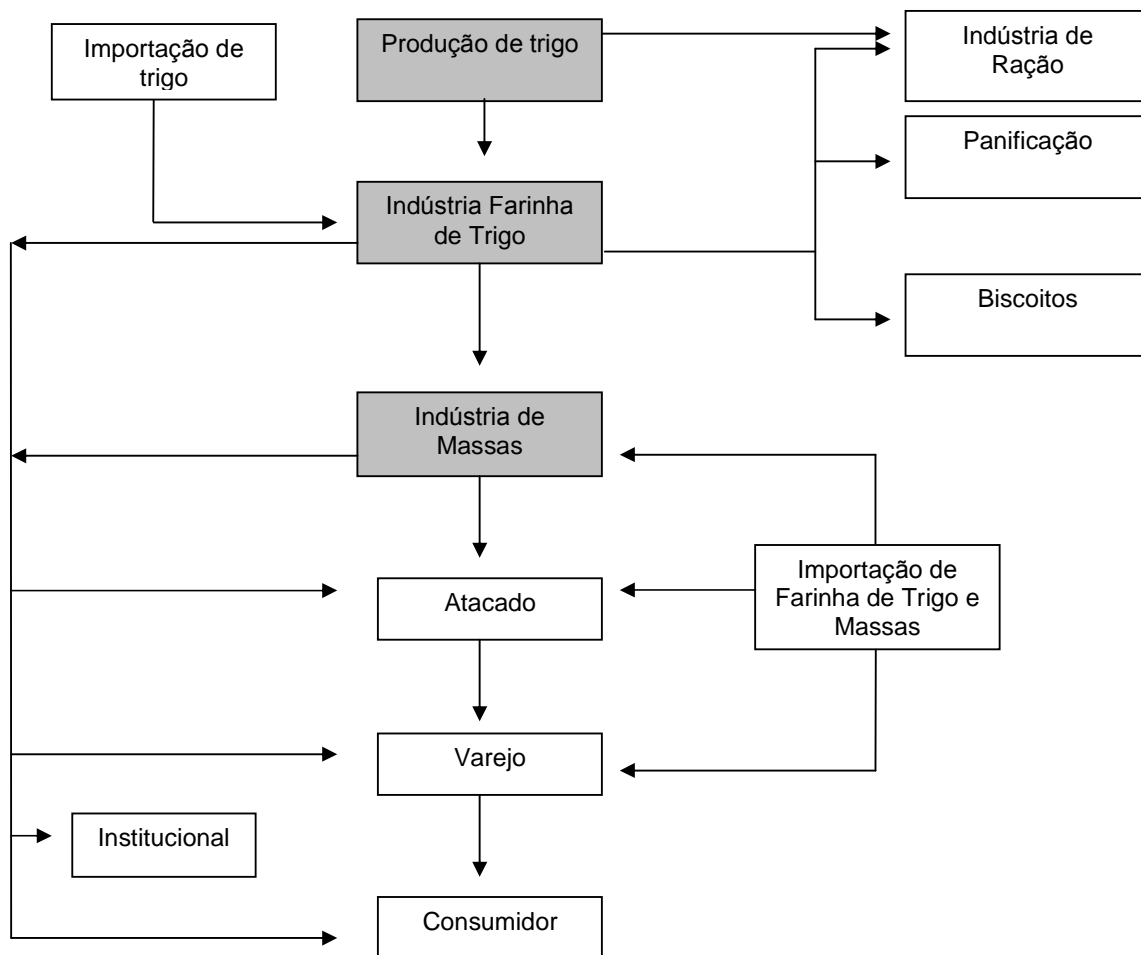 Importação de
trigo
Produção de trigo
Indústria de
Ração
Panificação
Indústria Farinha
de Trigo
Biscoitos
Indústria de
Massas
Importação de
Farinha de Trigo e
Massas
Atacado
Varejo
Institucional
Consumidor